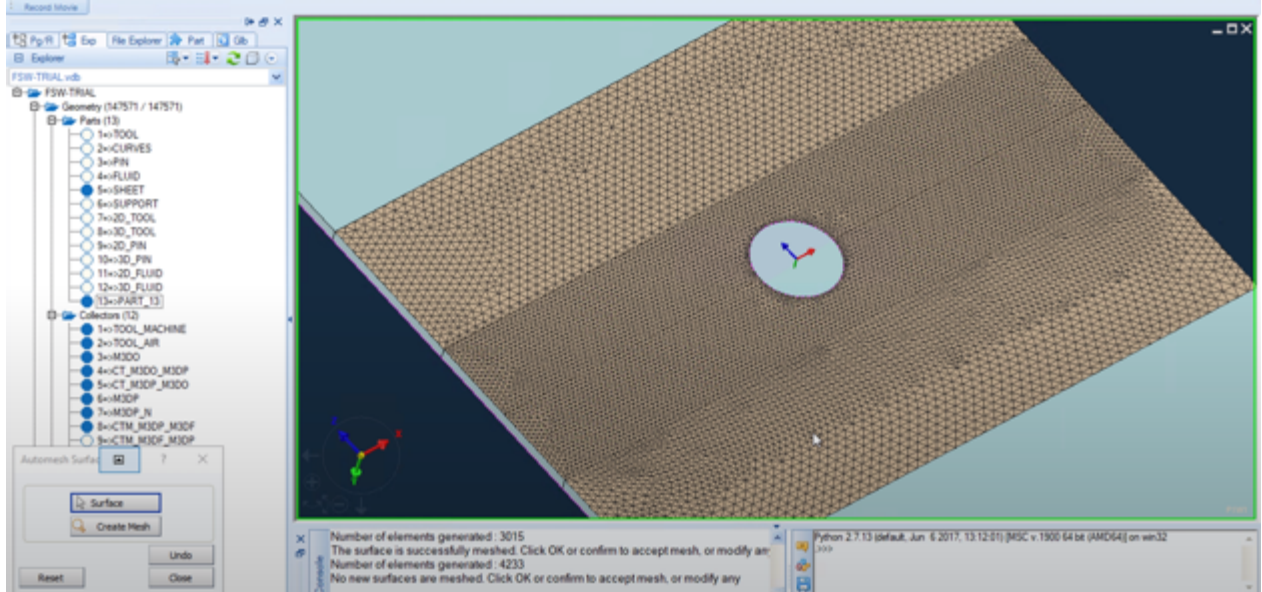 Record Movie
Pg/R Exp File Explorer Part Glb
Explorer
FSW-TRIAL.vdb
FSW-TRIAL
Geometry (147571 / 147571)
Parts (13)
1=>TOOL
2=>CURVES
3=>PIN
4=>FLUID
5=>SHEET
6=>SUPPORT
7=>2D_TOOL
8=>3D_TOOL
9=>2D_PIN
10=>3D_PIN
11=>2D_FLUID
12=>3D_FLUID
13=>PART_13
Collectors (12)
1=>TOOL_MACHINE
2=>TOOL_AIR
3=>M3DO
4=>CT_M3DO_M3DP
5=>CT_M3DP_M3DO
6=>M3DP
7=>M3DP_N
8=>CTM_M3DP_M3DF
9=>CTM_M3DF_M3DP
Automesh Surfac
?
Surface
Create Mesh
Undo
Reset Close
X
Console
Number of elements generated : 3015
The surface is successfully meshed. Click OK or confirm to accept mesh, or modify any
Number of elements generated : 4233
No new surfaces are meshed. Click OK or confirm to accept mesh, or modify any
Python 2.7.13 (default, Jun 6 2017, 13:12:01) [MSC v.1900 64 bit (AMD64)] on win32
>>>